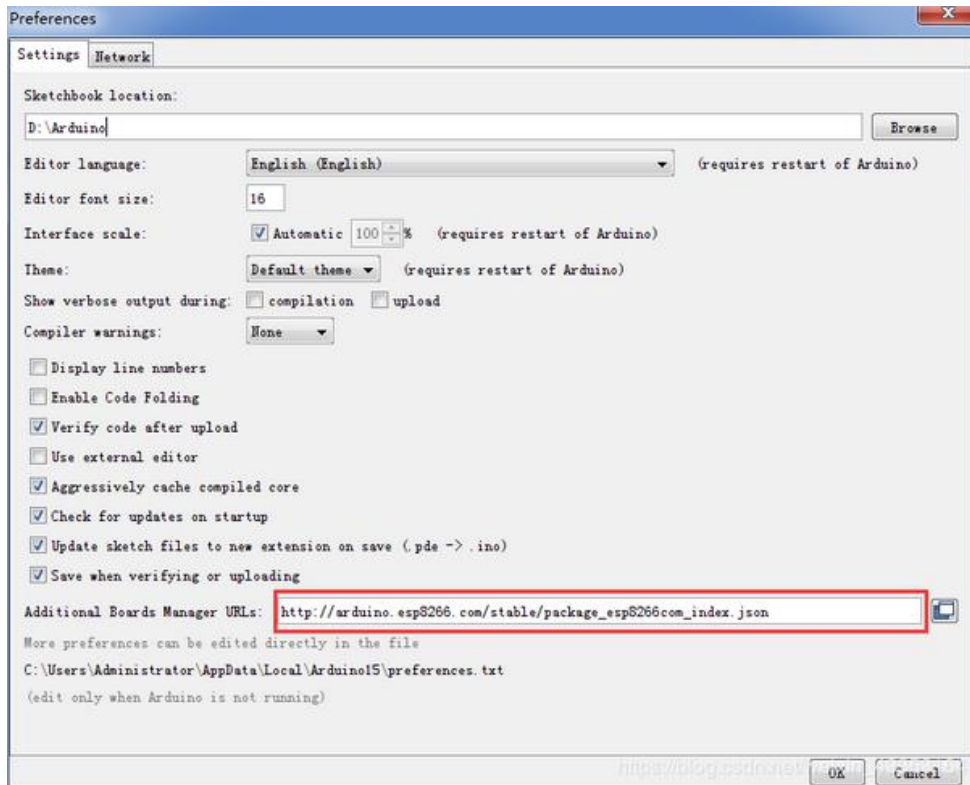 Preferences
Settings Network
Sketchbook location:
D:\Arduino Browse
Editor language: English (English) (requires restart of Arduino)
Editor font size: 16
Interface scale: Automatic 100 % (requires restart of Arduino)
Theme: Default theme (requires restart of Arduino)
Show verbose output during: compilation upload
Compiler warnings: None
Display line numbers
Enable Code Folding
Verify code after upload
Use external editor
Aggressively cache compiled core
Check for updates on startup
Update sketch files to new extension on save (.pde -> .ino)
Save when verifying or uploading
Additional Boards Manager URLs: http://arduino.esp8266.com/stable/package_esp8266com_index.json
More preferences can be edited directly in the file
C:\Users\Administrator\AppData\Local\Arduino15\preferences.txt
(edit only when Arduino is not running)
OK Cancel